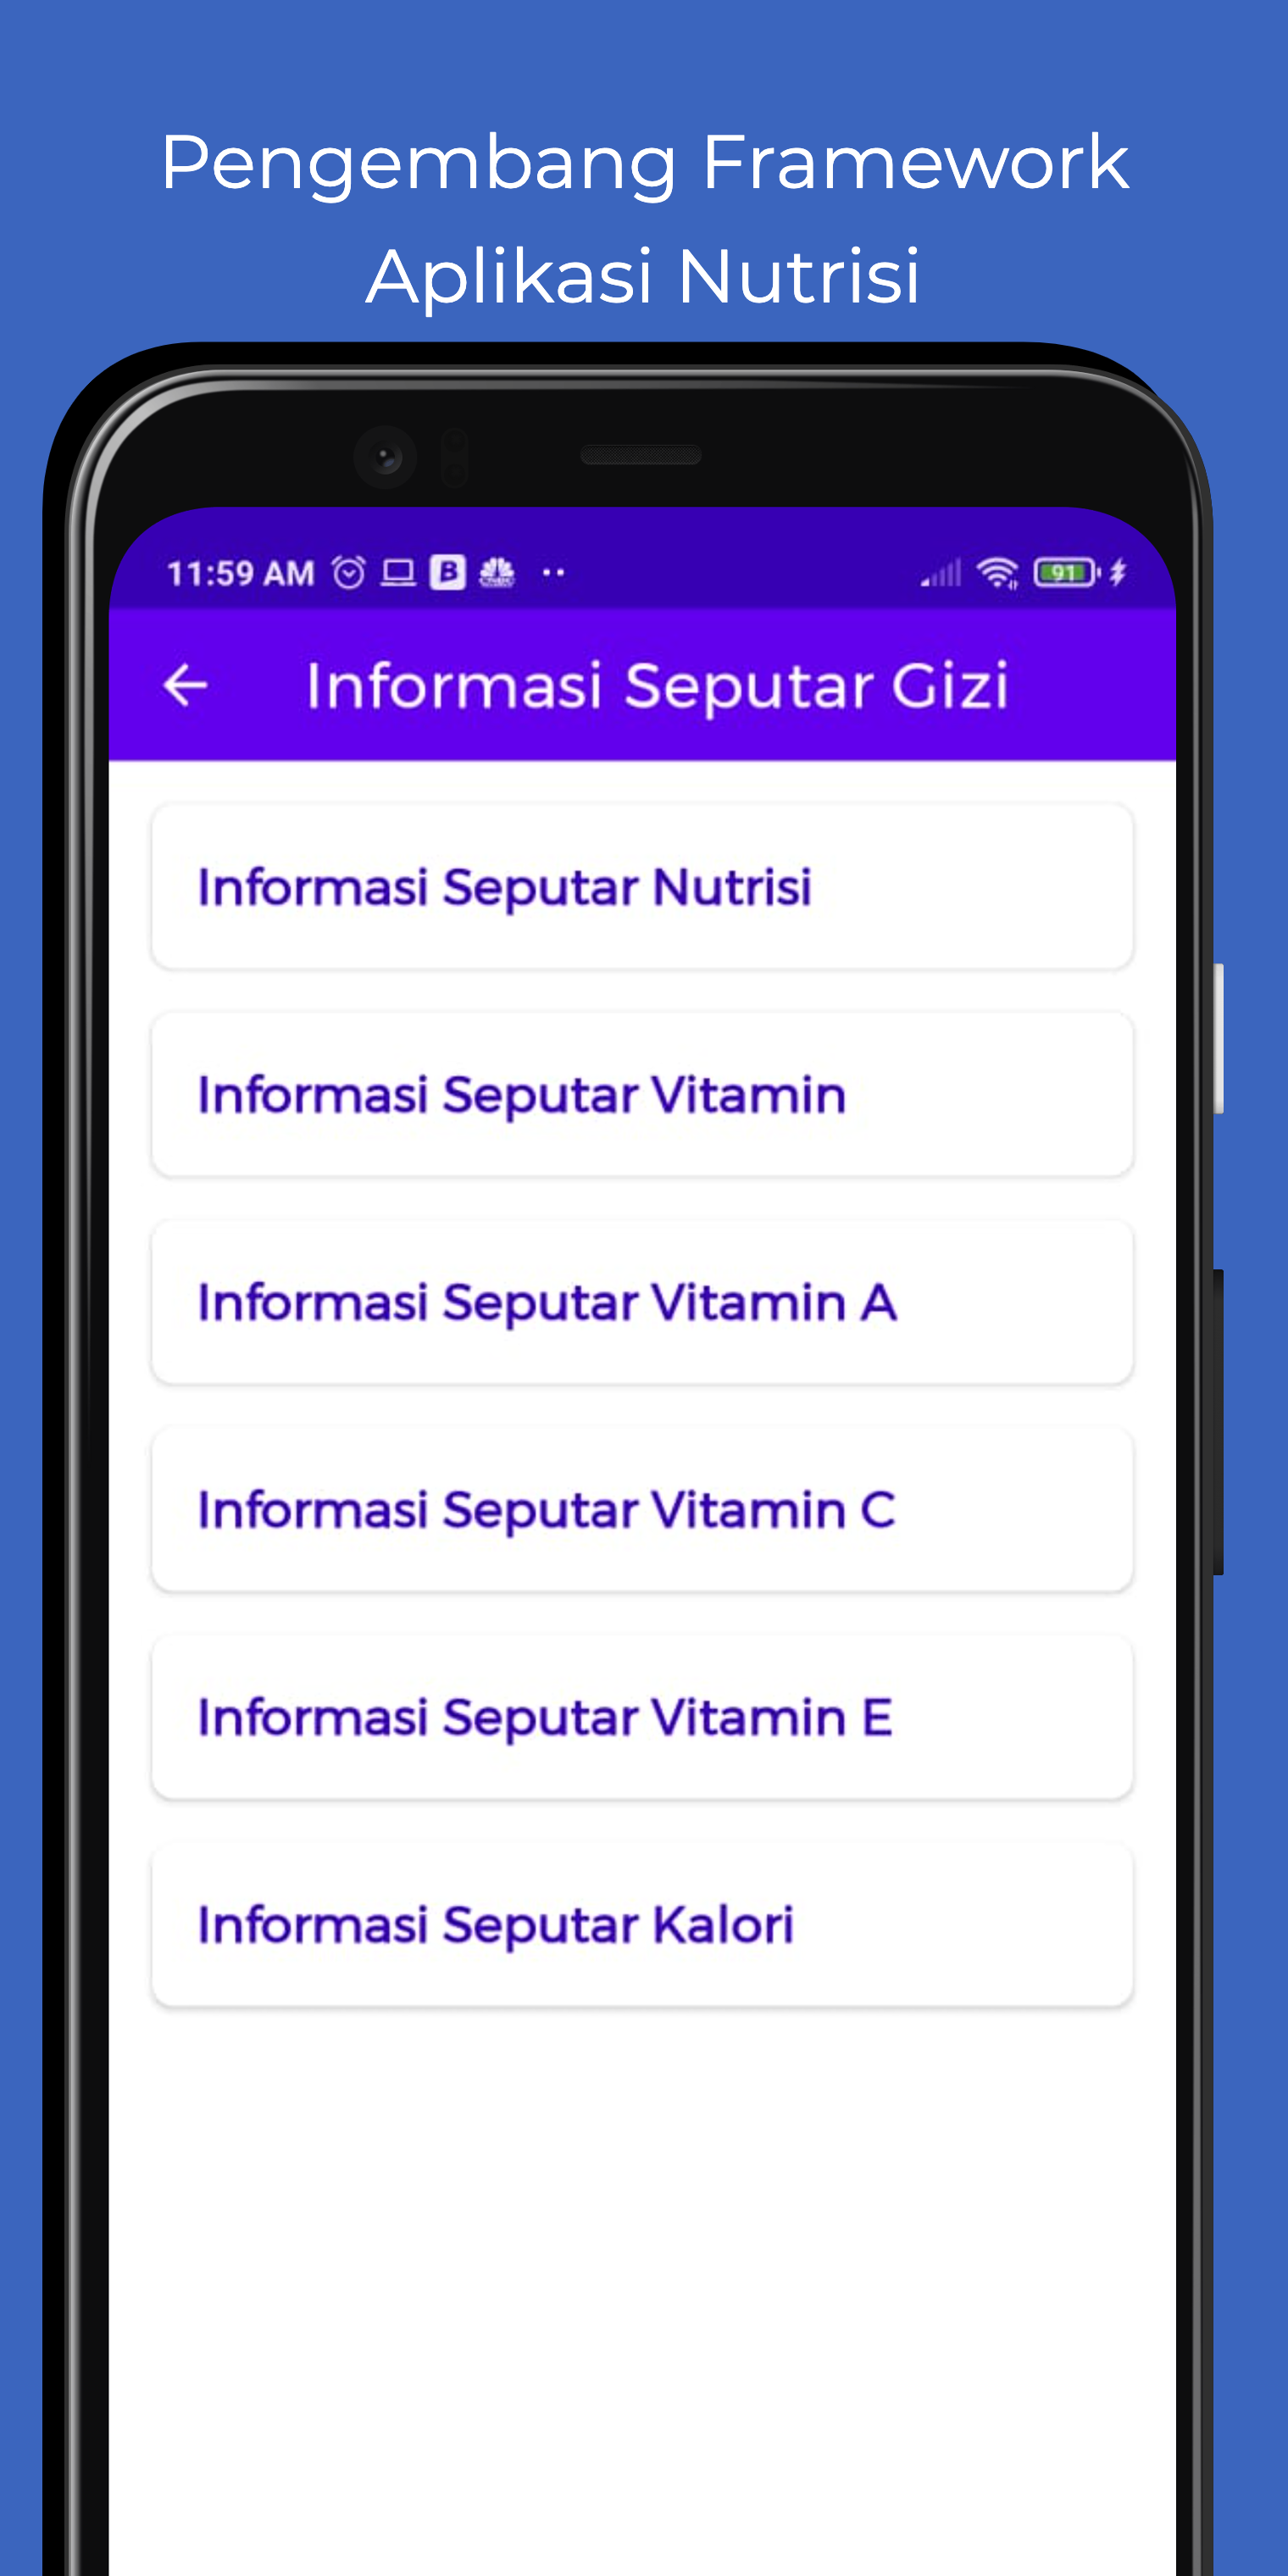 Pengembang Framework
Aplikasi Nutrisi
11:59 AM B 91
Informasi Seputar Gizi
Informasi Seputar Nutrisi
Informasi Seputar Vitamin
Informasi Seputar Vitamin A
Informasi Seputar Vitamin C
Informasi Seputar Vitamin E
Informasi Seputar Kalori